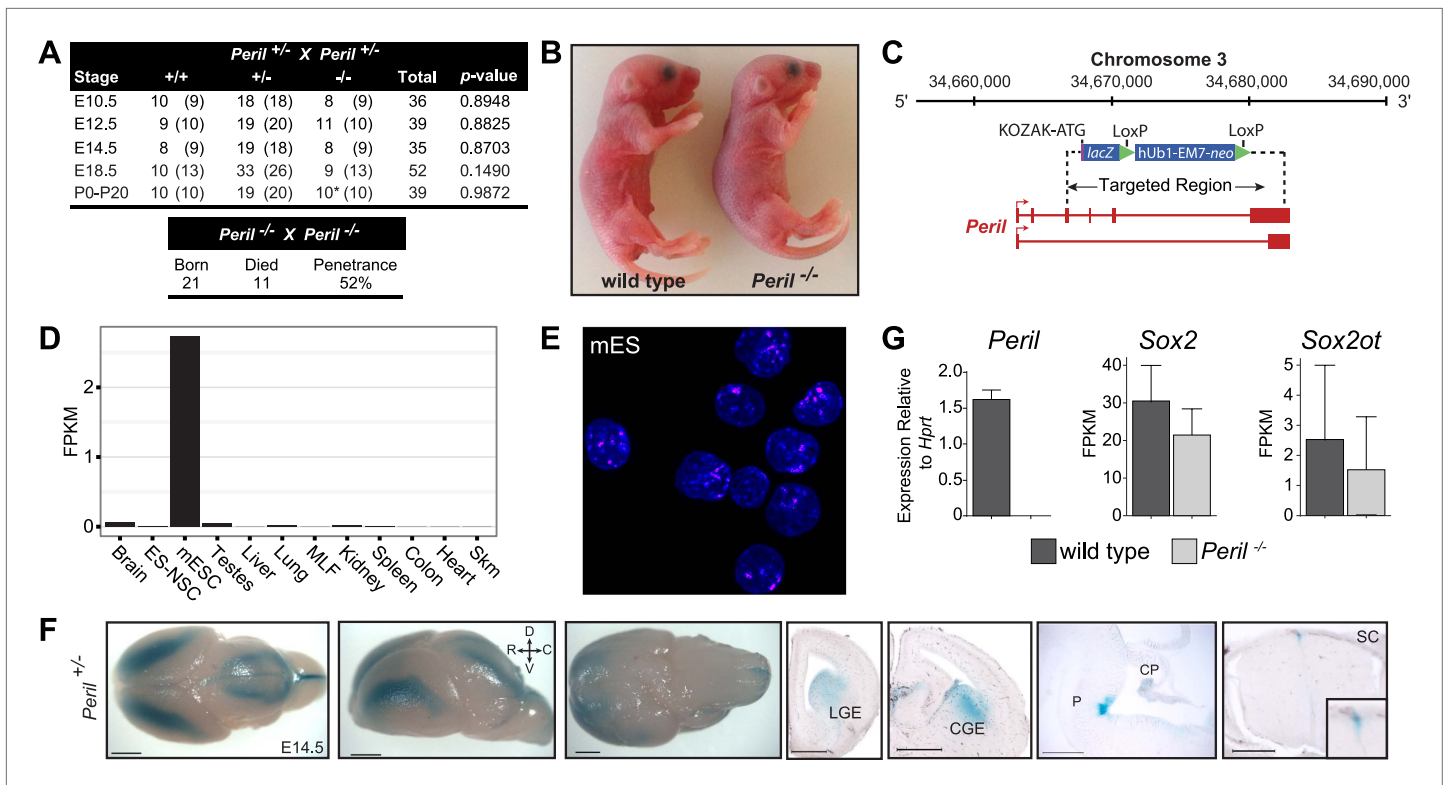 A
Peril +/- X Peril +/-
Stage +/+ +/- -/- Total p-value
E10.5 10 (9) 18 (18) 8 (9) 36 0.8948
E12.5 9 (10) 19 (20) 11 (10) 39 0.8825
E14.5 8 (9) 19 (18) 8 (9) 35 0.8703
E18.5 10 (13) 33 (26) 9 (13) 52 0.1490
P0-P20 10 (10) 19 (20) 10* (10) 39 0.9872
Peril -/- X Peril -/-
Born Died Penetrance
21 11 52%
B
wild type Peril -/-
C
Chromosome 3
34,660,000 34,670,000 34,680,000 34,690,000
5' 3'
KOZAK-ATG LoxP LoxP
lacZ hUb1-EM7-neo
Targeted Region
Peril
D
FPKM
2
1
0
Brain ES-NSC mESC Testes Liver Lung MLF Kidney Spleen Colon Heart Skm
E
mES
G
Peril Sox2 Sox2ot
Expression Relative
to Hprt
2.0
1.5
1.0
0.5
0.0
FPKM
40
30
20
10
0
FPKM
5
4
3
2
1
0
wild type Peril -/-
F
Peril +/-
E14.5
D
R C
V
LGE
CGE
CP
P
SC